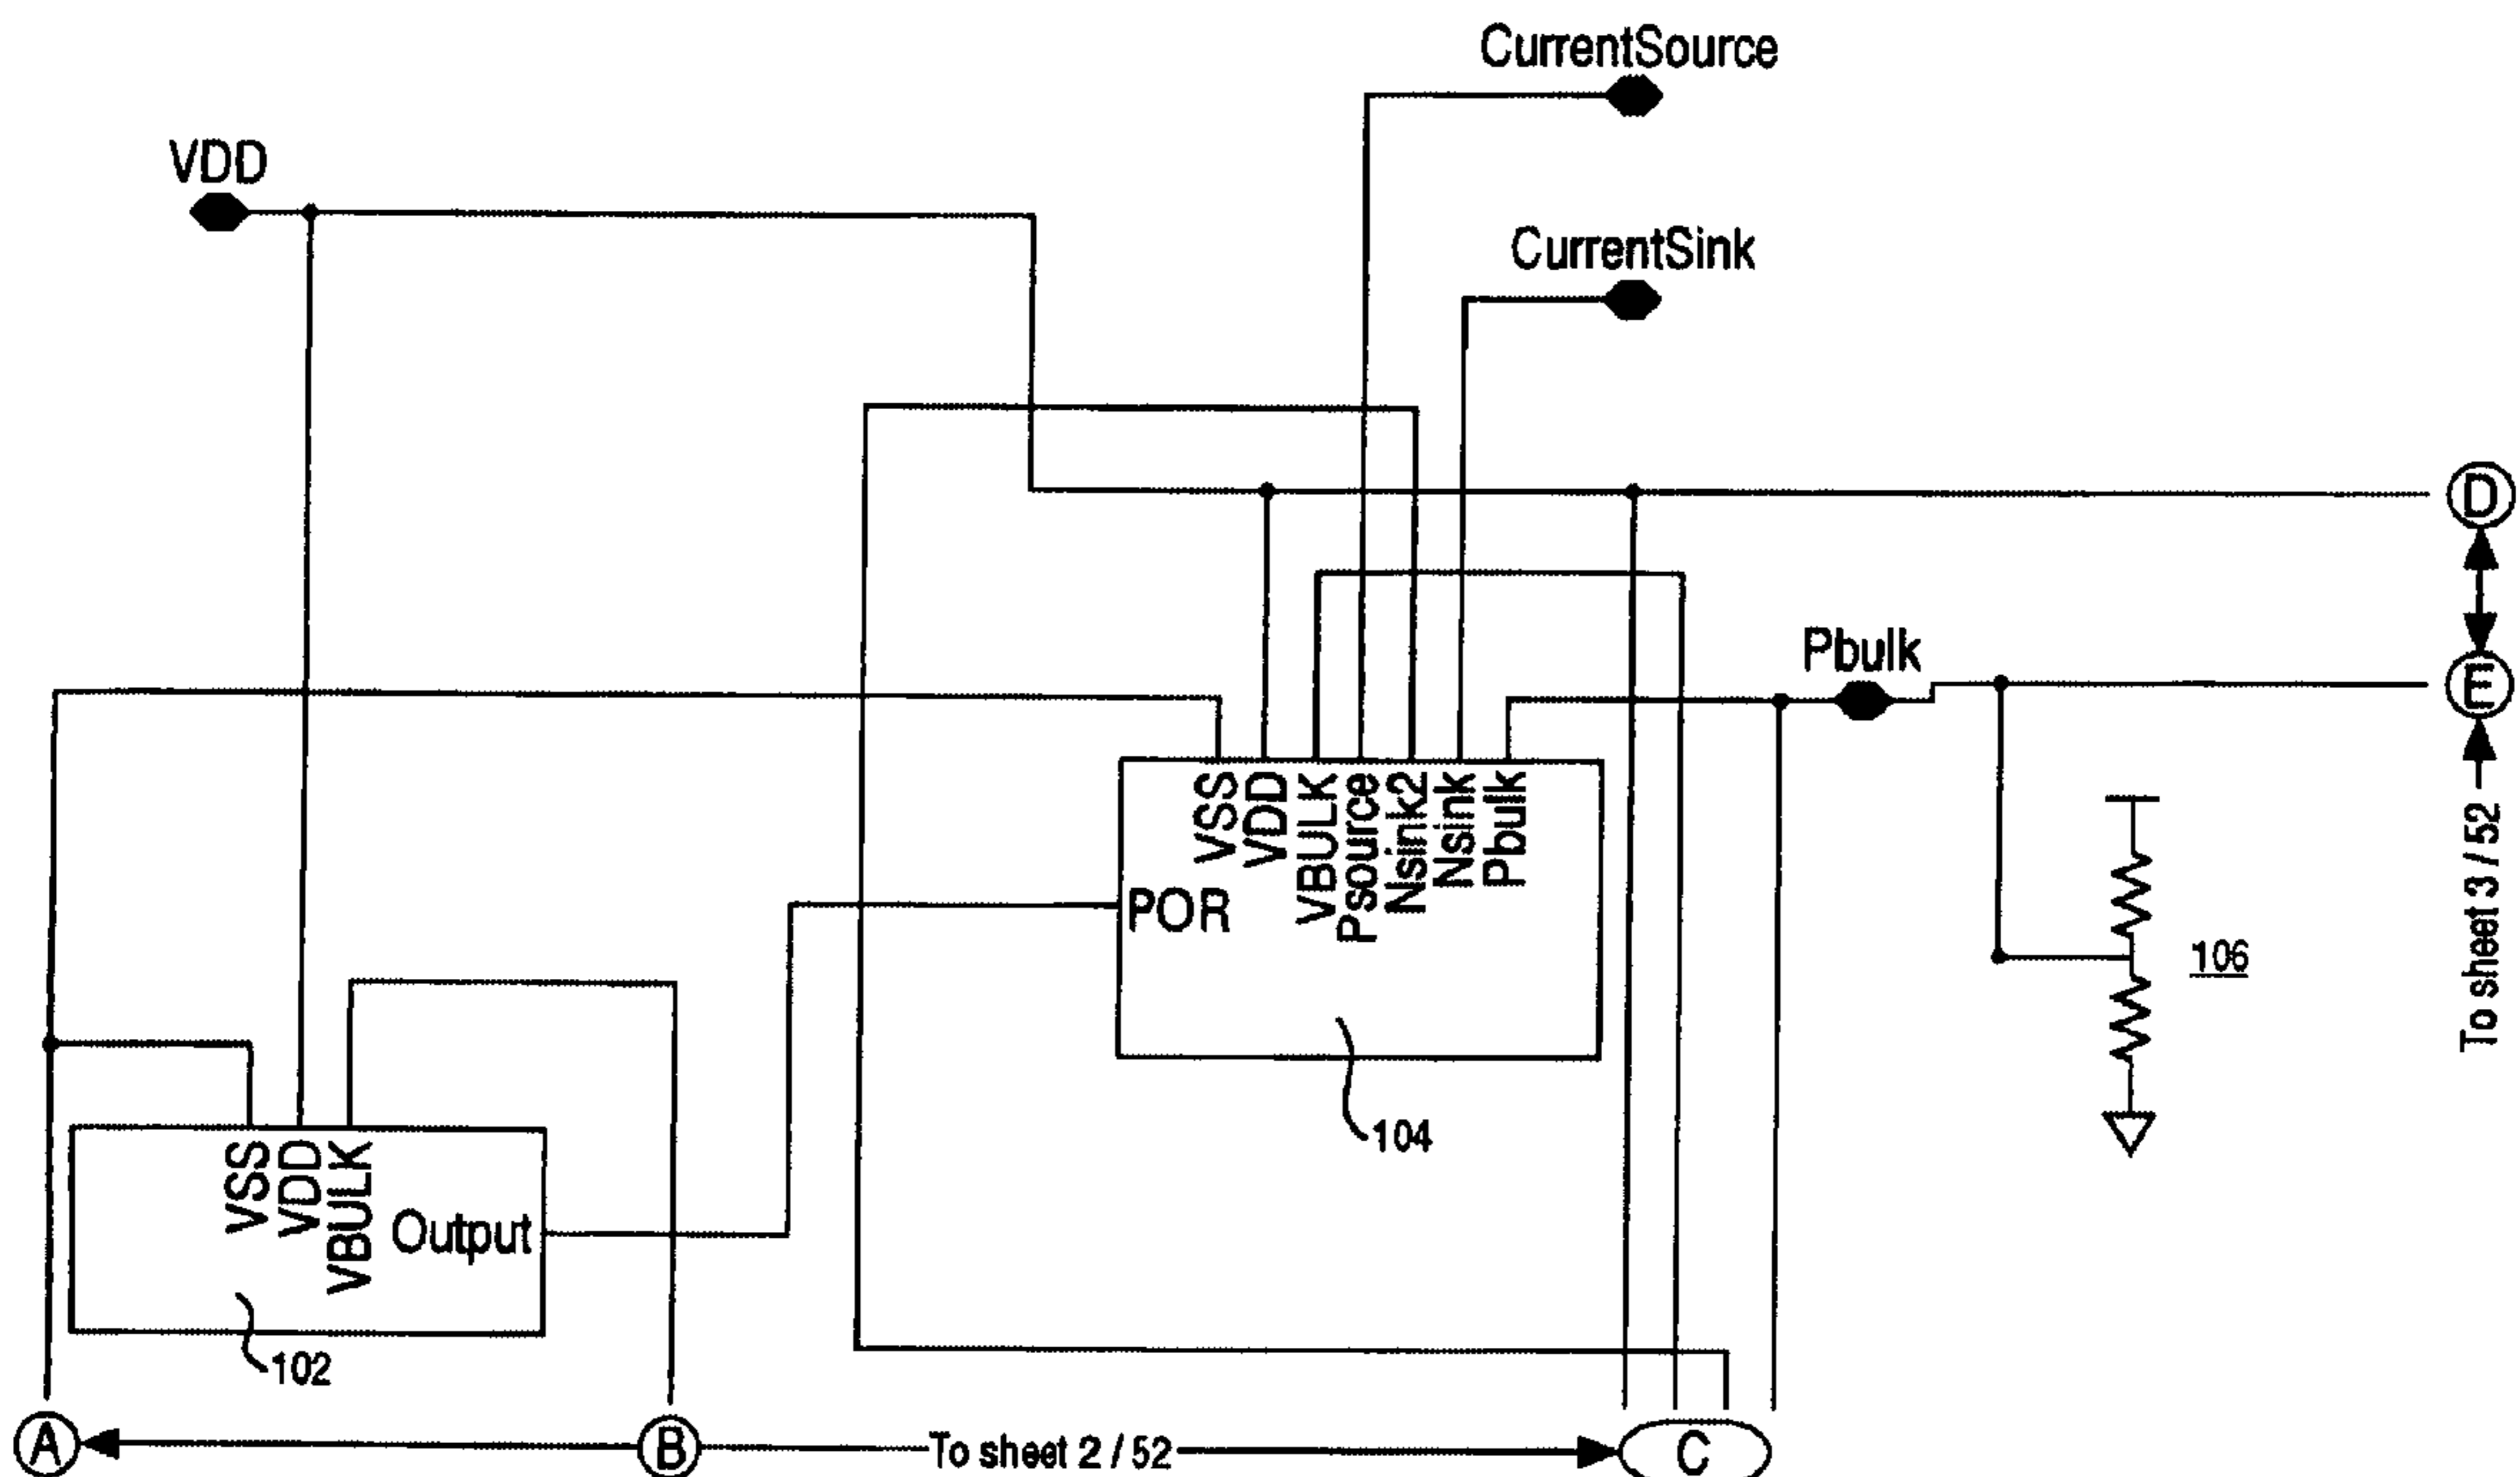 CurrentSource
VDD
CurrentSink
D
Pbulk
E
VSS
VDD
VBULK
Psource
Nsink2
Nsink
Pbulk
POR
106
To sheet 3 / 52
104
VSS
VDD
VBULK
Output
102
A
B
To sheet 2 / 52
C